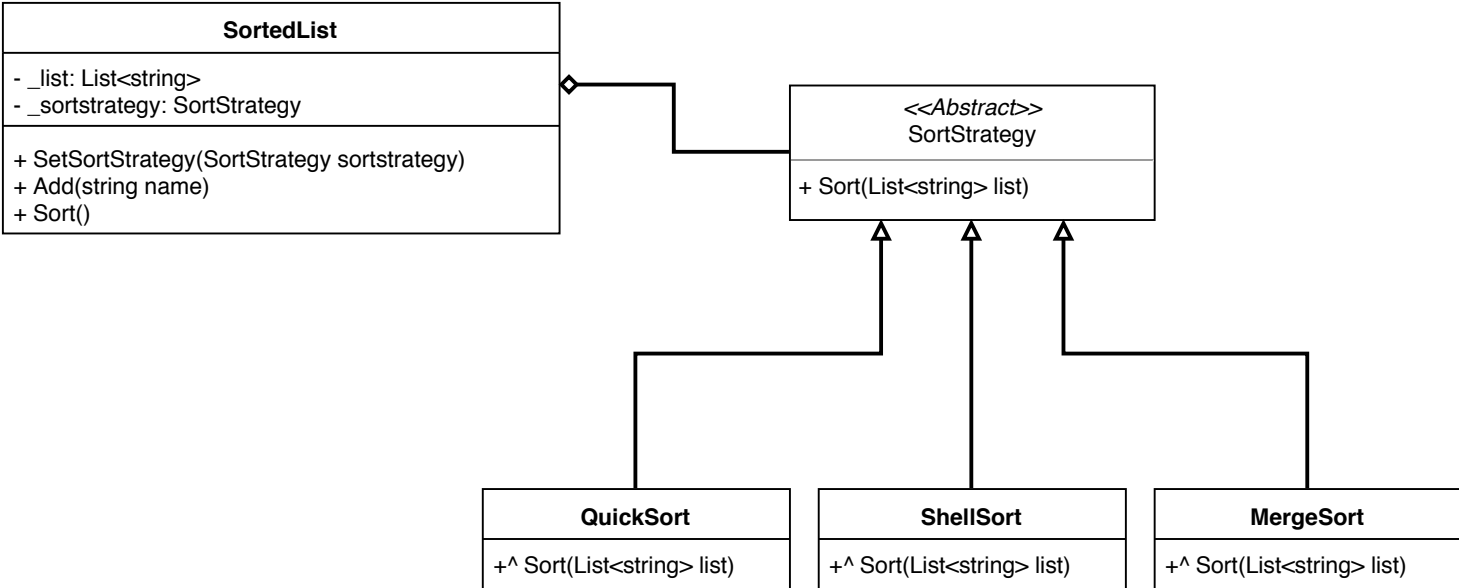 SortedList
- _list: List<string>
- _sortstrategy: SortStrategy
+ SetSortStrategy(SortStrategy sortstrategy)
+ Add(string name)
+ Sort()
<<Abstract>>
SortStrategy
+ Sort(List<string> list)
QuickSort
+^ Sort(List<string> list)
ShellSort
+^ Sort(List<string> list)
MergeSort
+^ Sort(List<string> list)